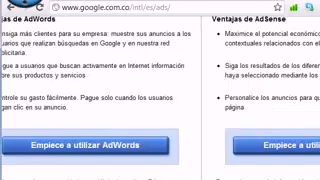 www.google.com.co/intl/es/ads/
jas de AdWords
nsiga más clientes para su empresa: muestre sus anuncios a los
uarios que realizan búsquedas en Google y en nuestra red
blicitaria.
egue a usuarios que buscan activamente en Internet información
bre sus productos y servicios.
ntrole su gasto fácilmente. Pague solo cuando los usuarios
gan clic en su anuncio.
Empiece a utilizar AdWords
Ventajas de AdSense
Maximice el potencial económico
contextuales relacionados con el
Siga los resultados de los diferen
haya seleccionado mediante los
Personalice los anuncios para qu
página.
Empiece a utili